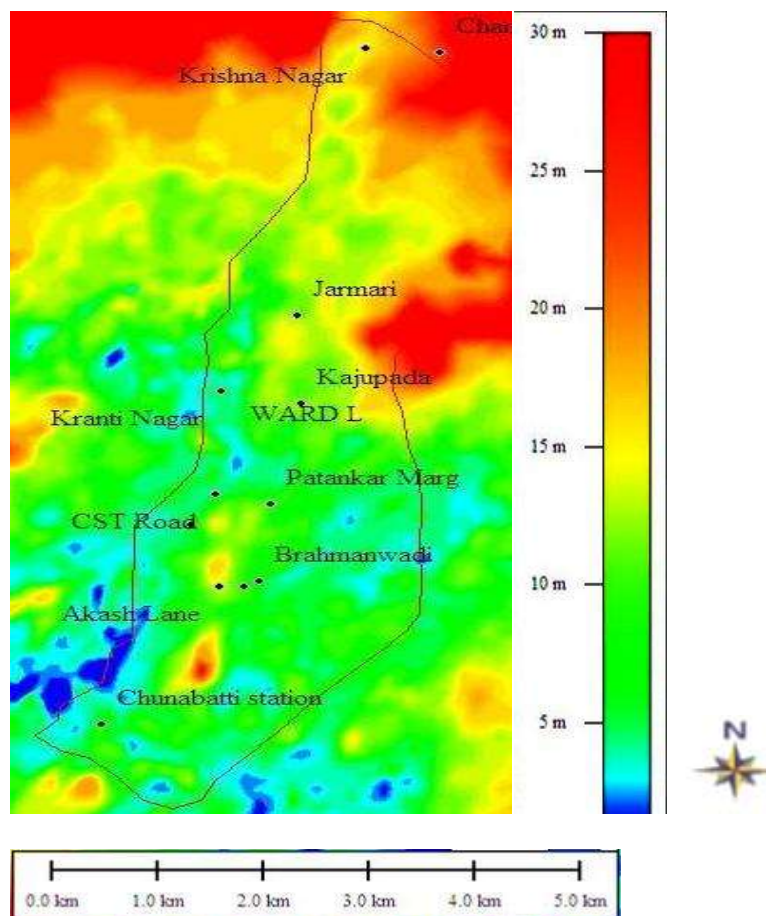 Chan
Krishna Nagar
Jarmari
Kajupada
Kranti Nagar
WARD L
Patankar Marg
CST Road
Brahmanwadi
Akash Lane
Chunabatti station
30 m
25 m
20 m
15 m
10 m
5 m
N
0.0 km 1.0 km 2.0 km 3.0 km 4.0 km 5.0 km